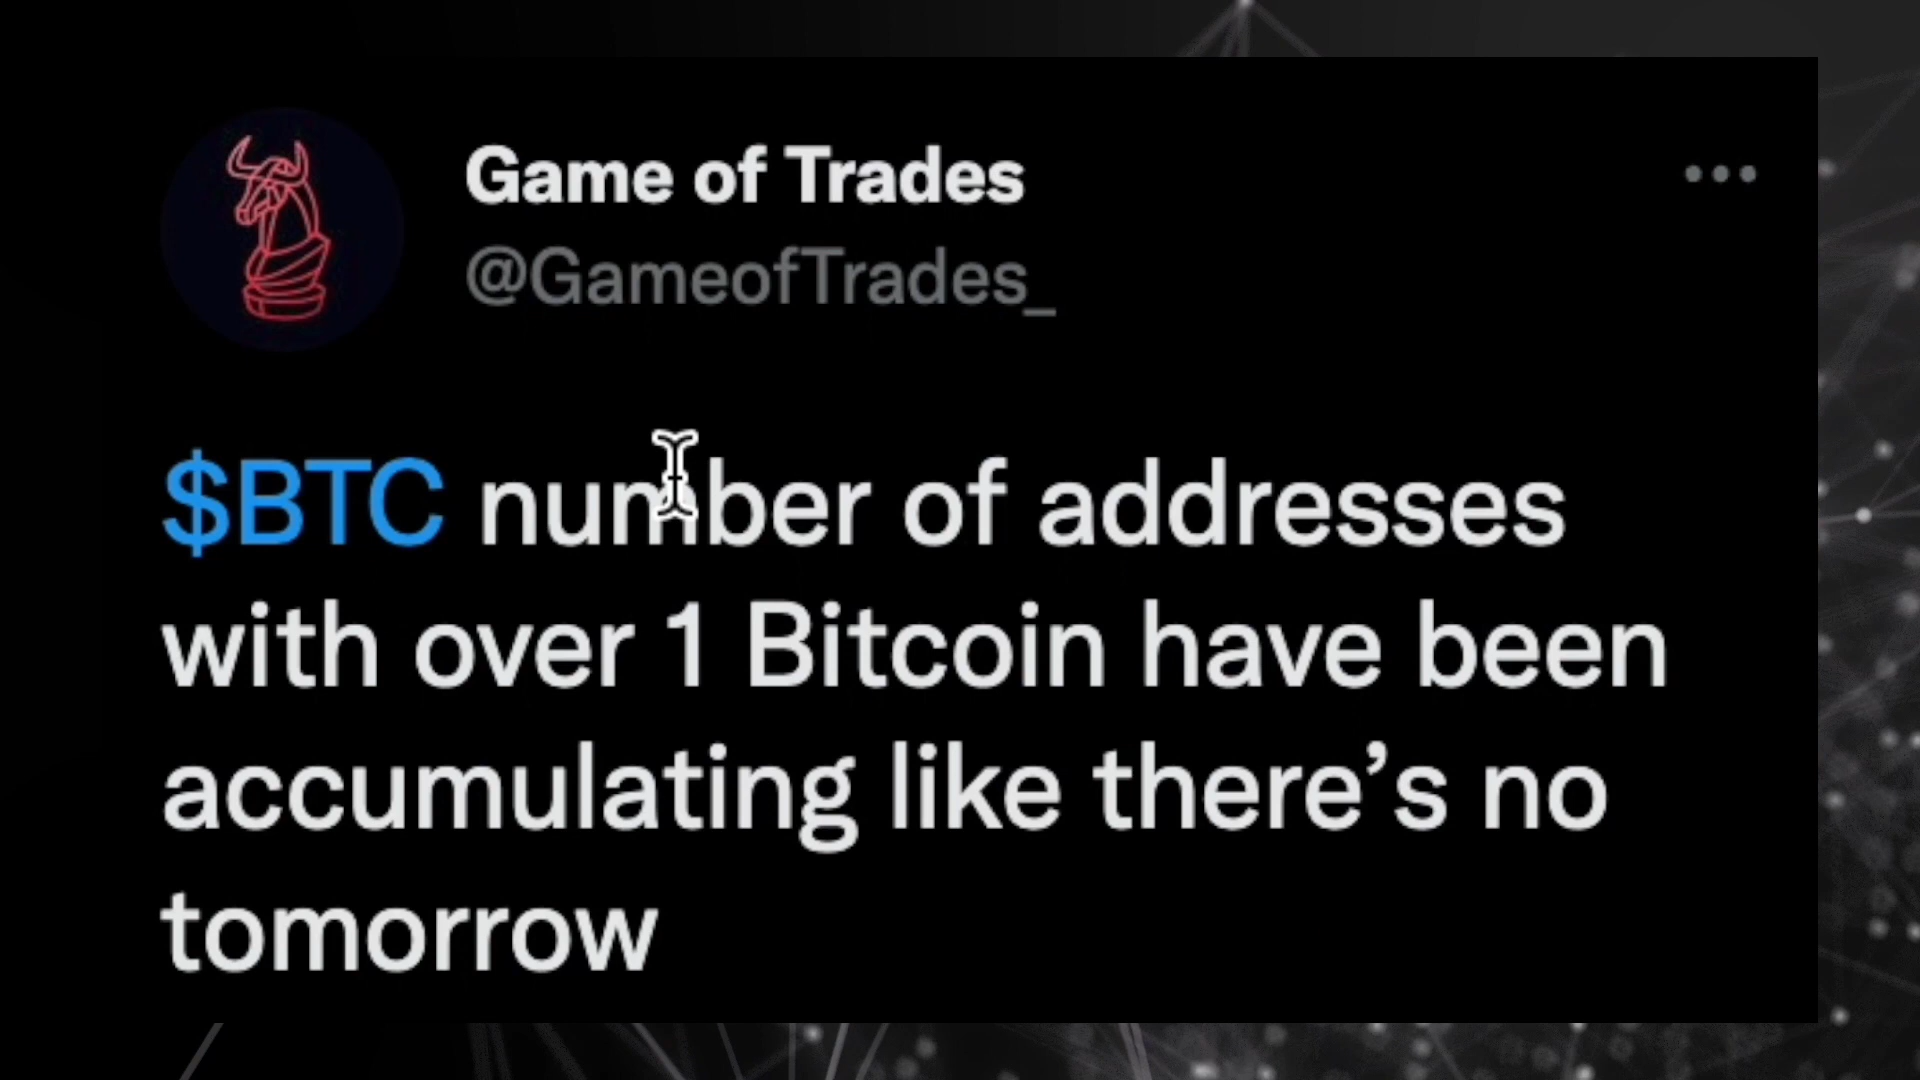 Game of Trades
@GameofTrades_
$BTC number of addresses
with over 1 Bitcoin have been
accumulating like there’s no
tomorrow